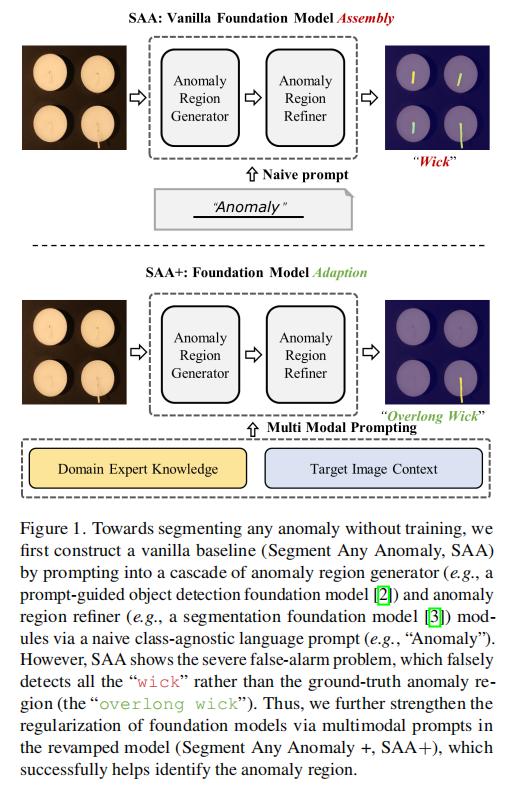 SAA: Vanilla Foundation Model Assembly
Anomaly
Region
Generator
Anomaly
Region
Refiner
“Wick”
Naive prompt
“Anomaly”
SAA+: Foundation Model Adaption
Anomaly
Region
Generator
Anomaly
Region
Refiner
“Overlong Wick”
Multi Modal Prompting
Domain Expert Knowledge
Target Image Context
Figure 1. Towards segmenting any anomaly without training, we
first construct a vanilla baseline (Segment Any Anomaly, SAA)
by prompting into a cascade of anomaly region generator (e.g., a
prompt-guided object detection foundation model [2]) and anomaly
region refiner (e.g., a segmentation foundation model [3]) mod-
ules via a naive class-agnostic language prompt (e.g., “Anomaly”).
However, SAA shows the severe false-alarm problem, which falsely
detects all the “wick” rather than the ground-truth anomaly re-
gion (the “overlong wick”). Thus, we further strengthen the
regularization of foundation models via multimodal prompts in
the revamped model (Segment Any Anomaly +, SAA+), which
successfully helps identify the anomaly region.